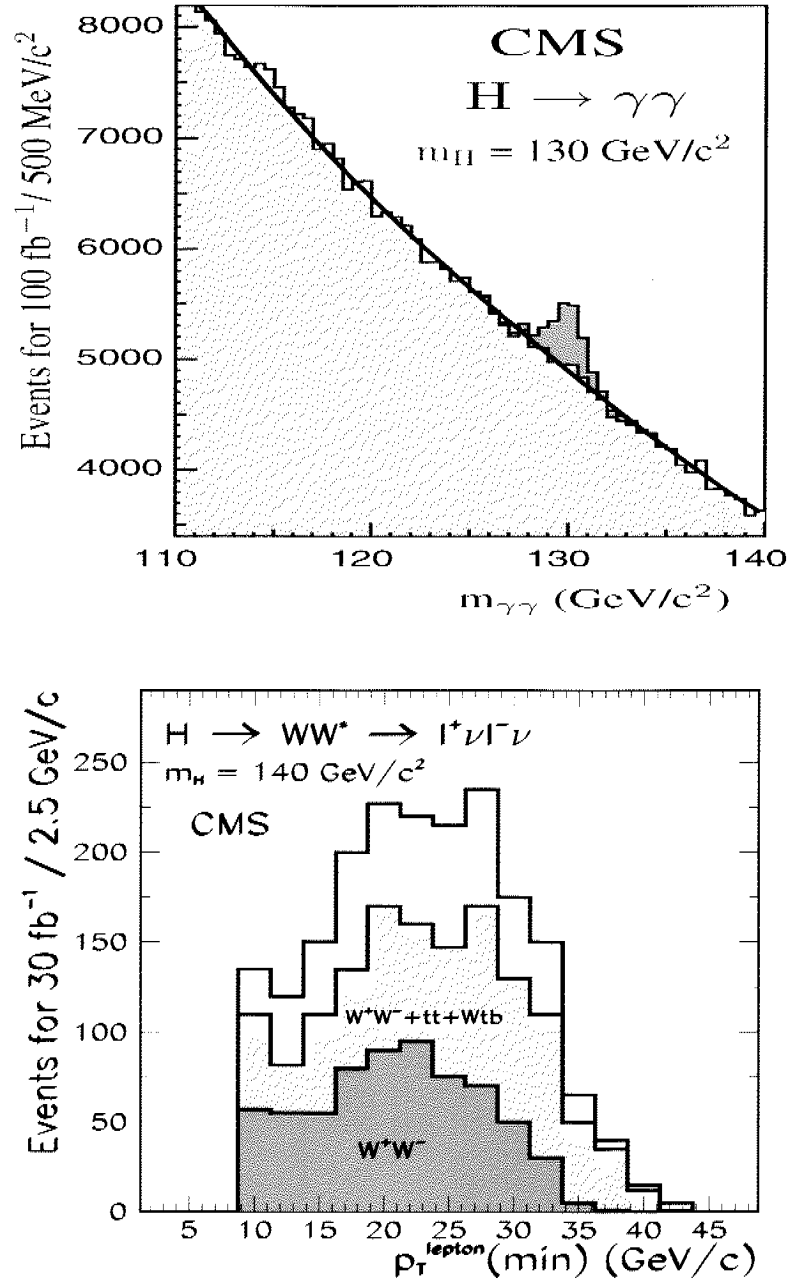 Events for 100 fb⁻¹/ 500 MeV/c²
8000
7000
6000
5000
4000
CMS
H → γγ
m_H = 130 GeV/c²
110 120 130 140
m_γγ (GeV/c²)
Events for 30 fb⁻¹ / 2.5 GeV/c
250
200
150
100
50
0
H → WW* → l⁺νl⁻ν
m_H = 140 GeV/c²
CMS
W⁺W⁻+tt+Wtb
W⁺W⁻
5 10 15 20 25 30 35 40 45
p_T^lepton(min) (GeV/c)